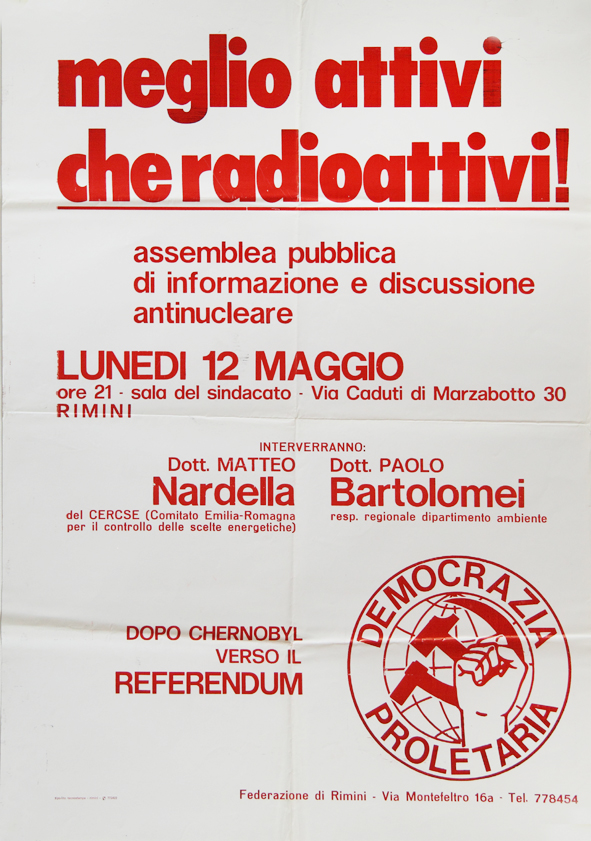 meglio attivi
che radioattivi!
assemblea pubblica
di informazione e discussione
antinucleare
LUNEDI 12 MAGGIO
ore 21 - sala del sindacato - Via Caduti di Marzabotto 30
RIMINI
INTERVERRANNO:
Dott. MATTEO
Nardella
del CERCSE (Comitato Emilia-Romagna
per il controllo delle scelte energetiche)
Dott. PAOLO
Bartolomei
resp. regionale dipartimento ambiente
DOPO CHERNOBYL
VERSO IL
REFERENDUM
DEMOCRAZIA
PROLETARIA
Federazione di Rimini - Via Montefeltro 16a - Tel. 778454